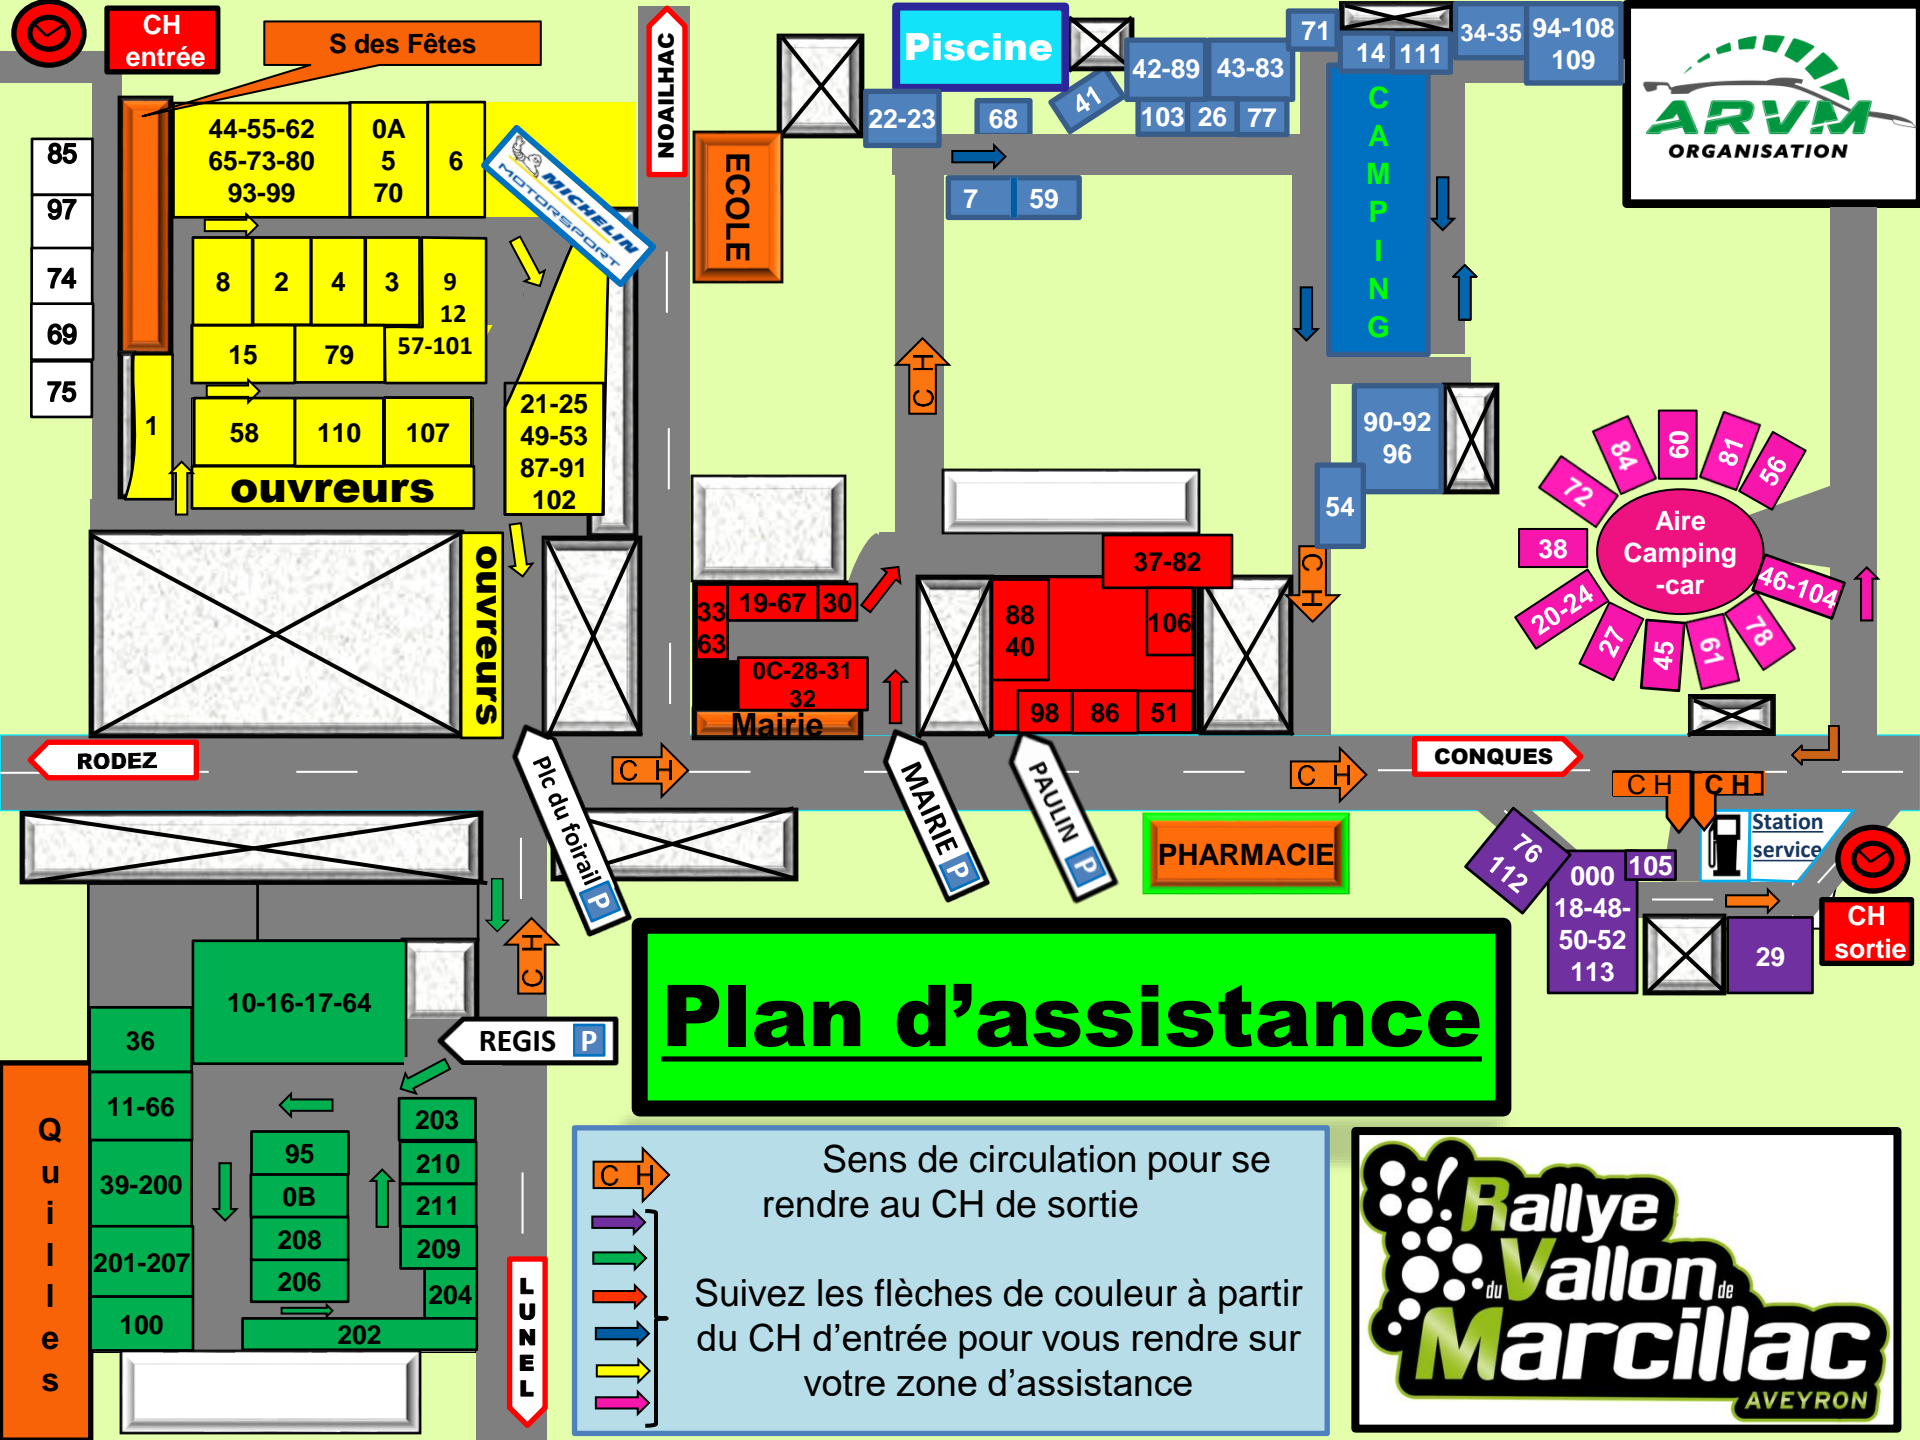 CH
entrée
S des Fêtes
44-55-62
65-73-80
93-99
0A
5
70
6
MICHELIN
MOTORSPORT
85
97
74
69
75
8
2
4
3
9
12
57-101
15
79
1
58
110
107
ouvreurs
21-25
49-53
87-91
102
ouvreurs
NOAILHAC
ECOLE
Piscine
22-23
68
41
42-89
43-83
103
26
77
71
14
111
34-35
94-108
109
7
59
CAMPING
90-92
96
54
C H
C H
ARVM
ORGANISATION
84
60
81
56
72
38
20-24
27
45
61
78
46-104
Aire
Camping
-car
33
63
19-67
30
0C-28-31
32
Mairie
37-82
88
40
106
98
86
51
RODEZ
C H
C H
CONQUES
C H
C H
Plc du foirail P
MAIRIE P
PAULIN P
PHARMACIE
76
112
000
18-48-
50-52
113
105
29
Station
service
CH
sortie
C H
10-16-17-64
36
REGIS P
11-66
39-200
201-207
100
Quilles
95
0B
208
206
203
210
211
209
204
202
LUNEL
Plan d’assistance
C H
Sens de circulation pour se
rendre au CH de sortie
Suivez les flèches de couleur à partir
du CH d’entrée pour vous rendre sur
votre zone d’assistance
Rallye
du Vallon de
Marcillac
AVEYRON